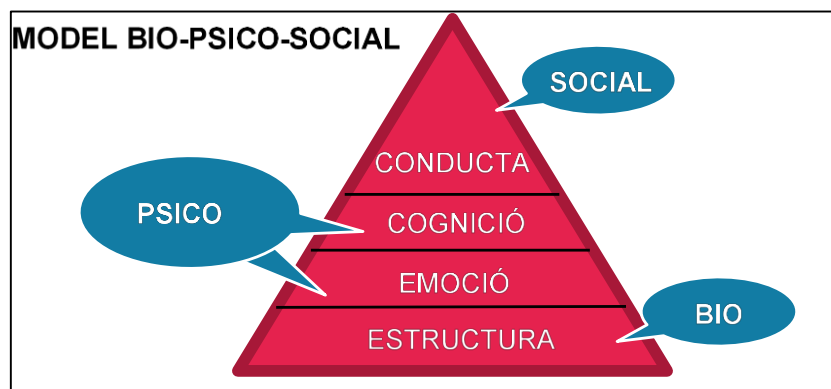 MODEL BIO-PSICO-SOCIAL
SOCIAL
CONDUCTA
PSICO
COGNICIÓ
EMOCIÓ
BIO
ESTRUCTURA